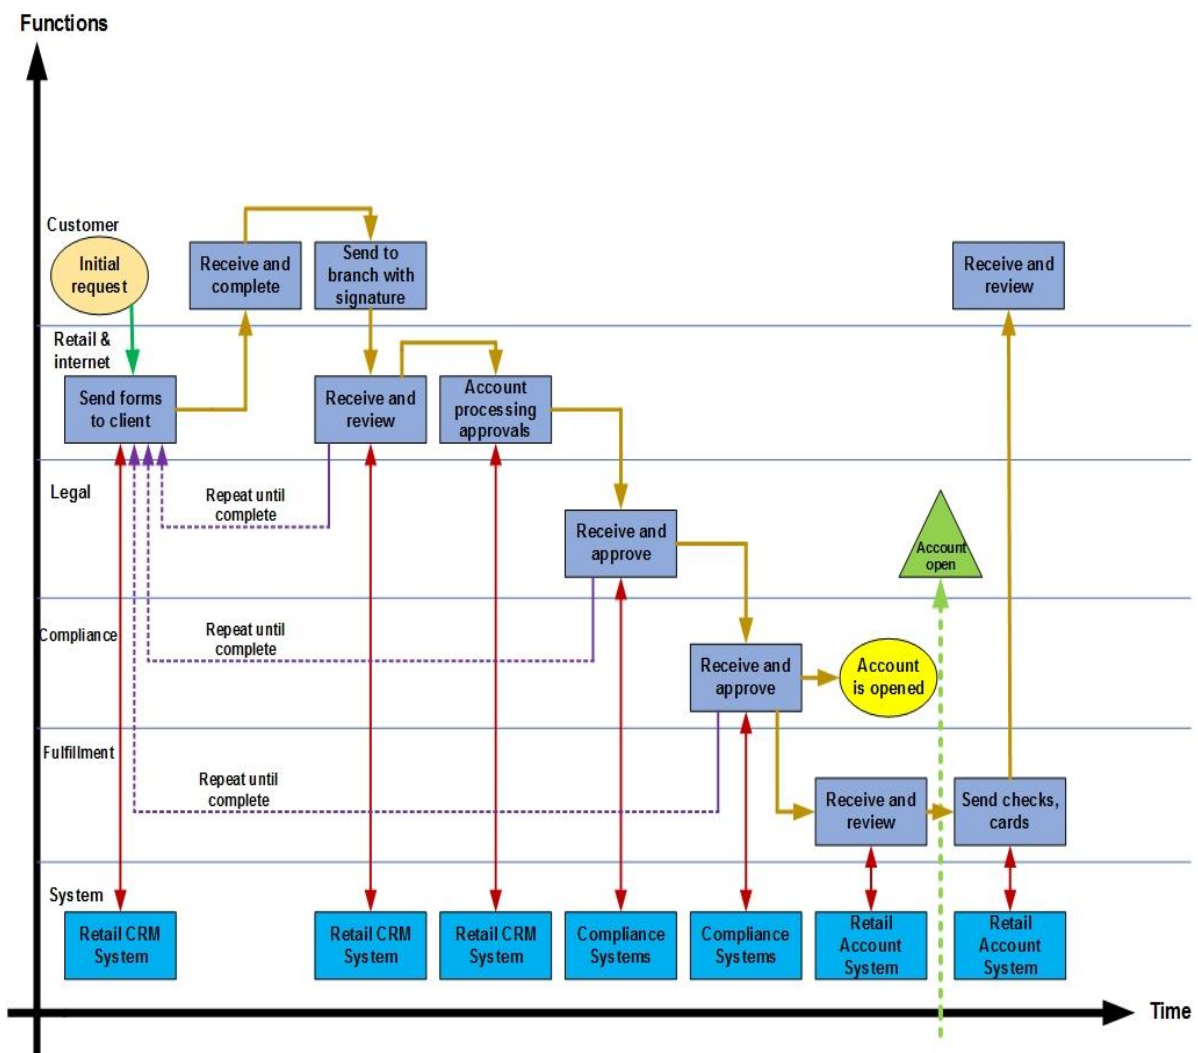 Functions
Customer
Initial
request
Receive and
complete
Send to
branch with
signature
Receive and
review
Retail &
internet
Send forms
to client
Receive and
review
Account
processing
approvals
Legal
Repeat until
complete
Receive and
approve
Account
open
Compliance
Repeat until
complete
Receive and
approve
Account
is opened
Fulfillment
Repeat until
complete
Receive and
review
Send checks,
cards
System
Retail CRM
System
Retail CRM
System
Retail CRM
System
Compliance
Systems
Compliance
Systems
Retail
Account
System
Retail
Account
System
Time